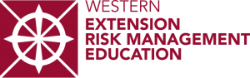 WESTERN
EXTENSION
RISK MANAGEMENT
EDUCATION